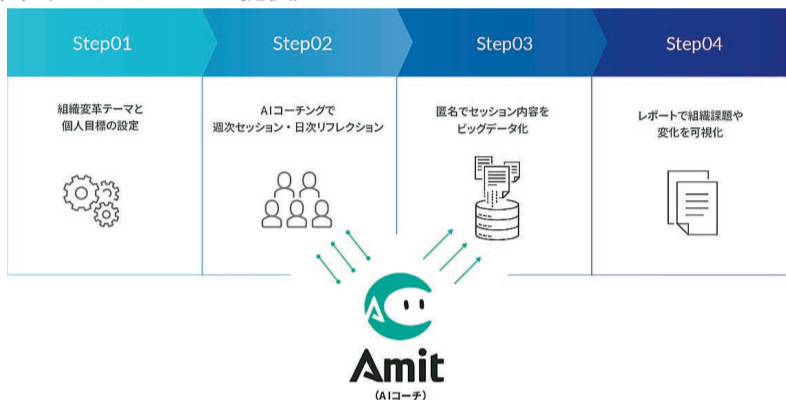 Step01
Step02
Step03
Step04
組織変革テーマと
個人目標の設定
AIコーチングで
週次セッション・日次リフレクション
匿名でセッション内容を
ビッグデータ化
レポートで組織課題や
変化を可視化
Amit
(AIコーチ)